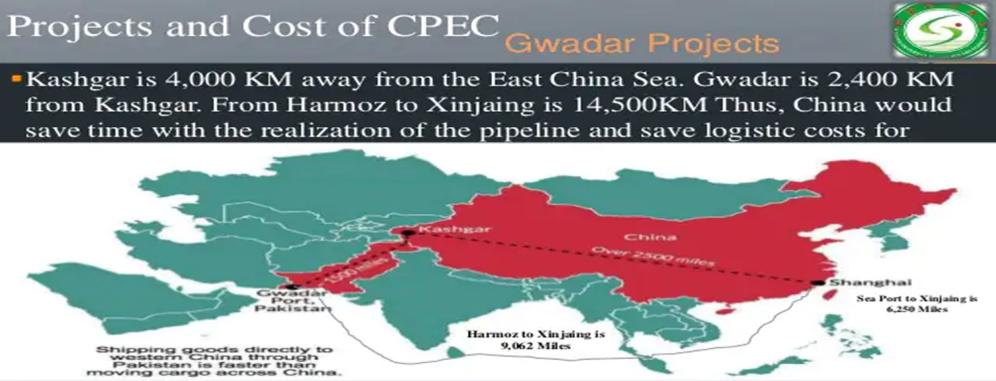 Projects and Cost of CPEC
Gwadar Projects
Kashgar is 4,000 KM away from the East China Sea. Gwadar is 2,400 KM
from Kashgar. From Harmoz to Xinjaing is 14,500KM Thus, China would
save time with the realization of the pipeline and save logistic costs for
Kashgar
China
Over 2500 miles
1500 miles
Shanghai
Gwadar
Port,
Pakistan
Sea Port to Xinjaing is
6,250 Miles
Harmoz to Xinjaing is
9,062 Miles
Shipping goods directly to
western China through
Pakistan is faster than
moving cargo across China.